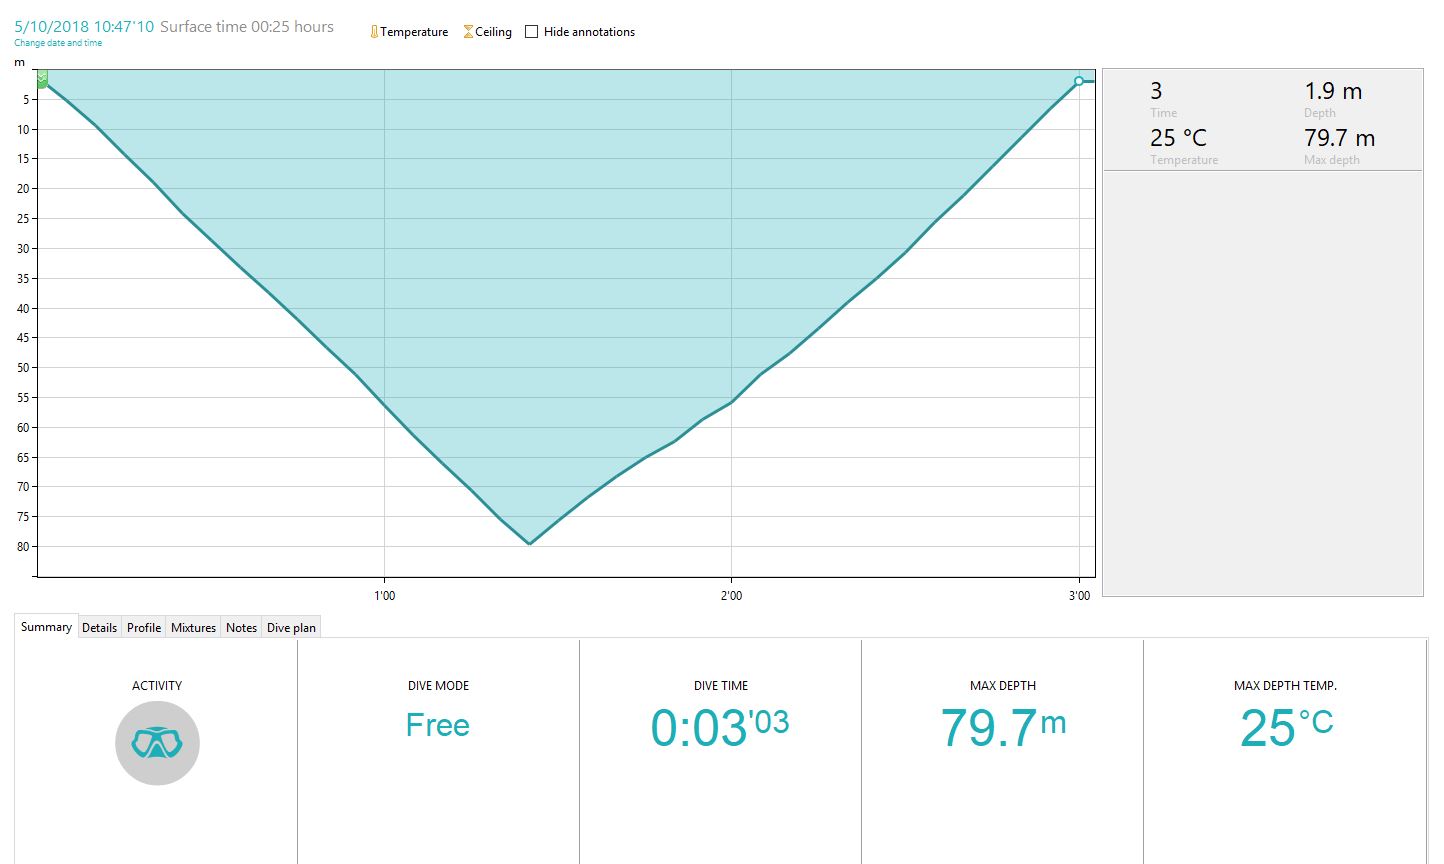 5/10/2018 10:47'10 Surface time 00:25 hours
Change date and time
Temperature Ceiling Hide annotations
m
5
10
15
20
25
30
35
40
45
50
55
60
65
70
75
80
1'00 2'00 3'00
3 1.9 m
Time Depth
25 °C 79.7 m
Temperature Max depth
Summary Details Profile Mixtures Notes Dive plan
ACTIVITY DIVE MODE DIVE TIME MAX DEPTH MAX DEPTH TEMP.
Free 0:03'03 79.7 m 25 °C